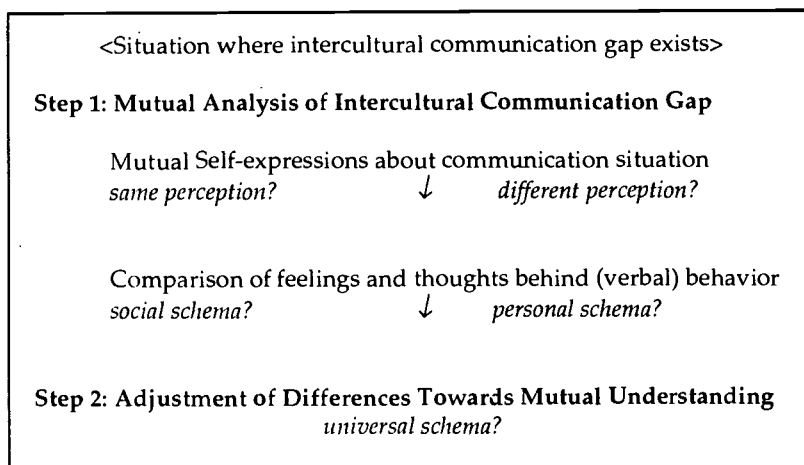 <Situation where intercultural communication gap exists>
Step 1: Mutual Analysis of Intercultural Communication Gap
Mutual Self-expressions about communication situation
same perception? ↓ different perception?
Comparison of feelings and thoughts behind (verbal) behavior
social schema? ↓ personal schema?
Step 2: Adjustment of Differences Towards Mutual Understanding
universal schema?